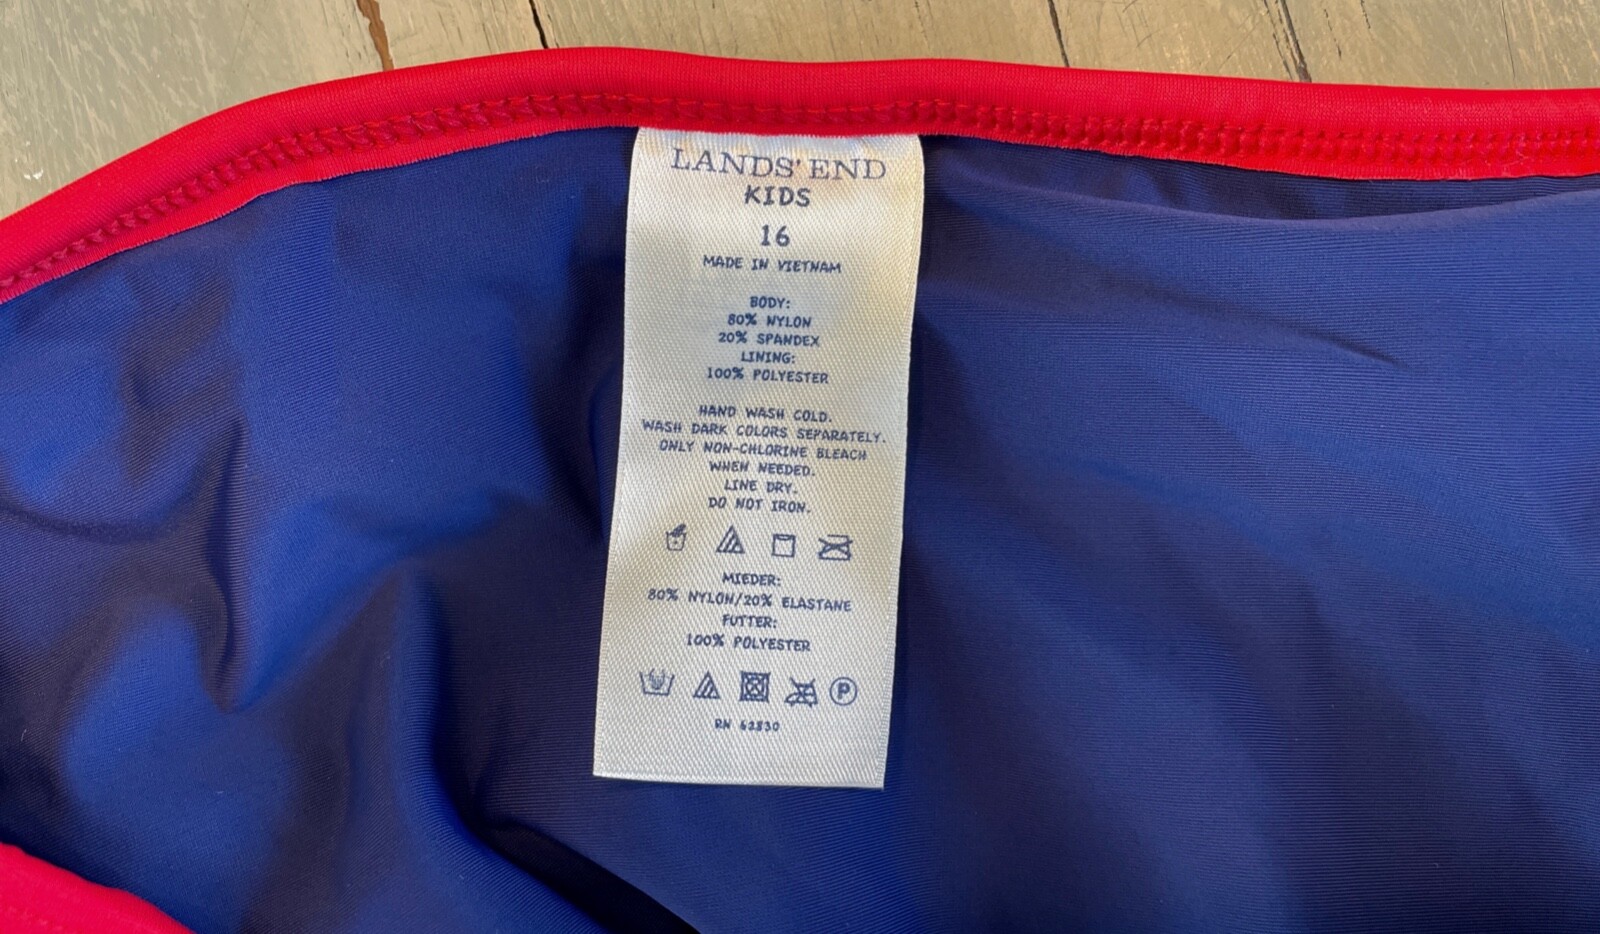 LANDS' END
KIDS
16
MADE IN VIETNAM
BODY:
80% NYLON
20% SPANDEX
LINING:
100% POLYESTER
HAND WASH COLD.
WASH DARK COLORS SEPARATELY.
ONLY NON-CHLORINE BLEACH
WHEN NEEDED.
LINE DRY.
DO NOT IRON.
MIEDER:
80% NYLON/20% ELASTANE
FUTTER:
100% POLYESTER
P
RN 62830